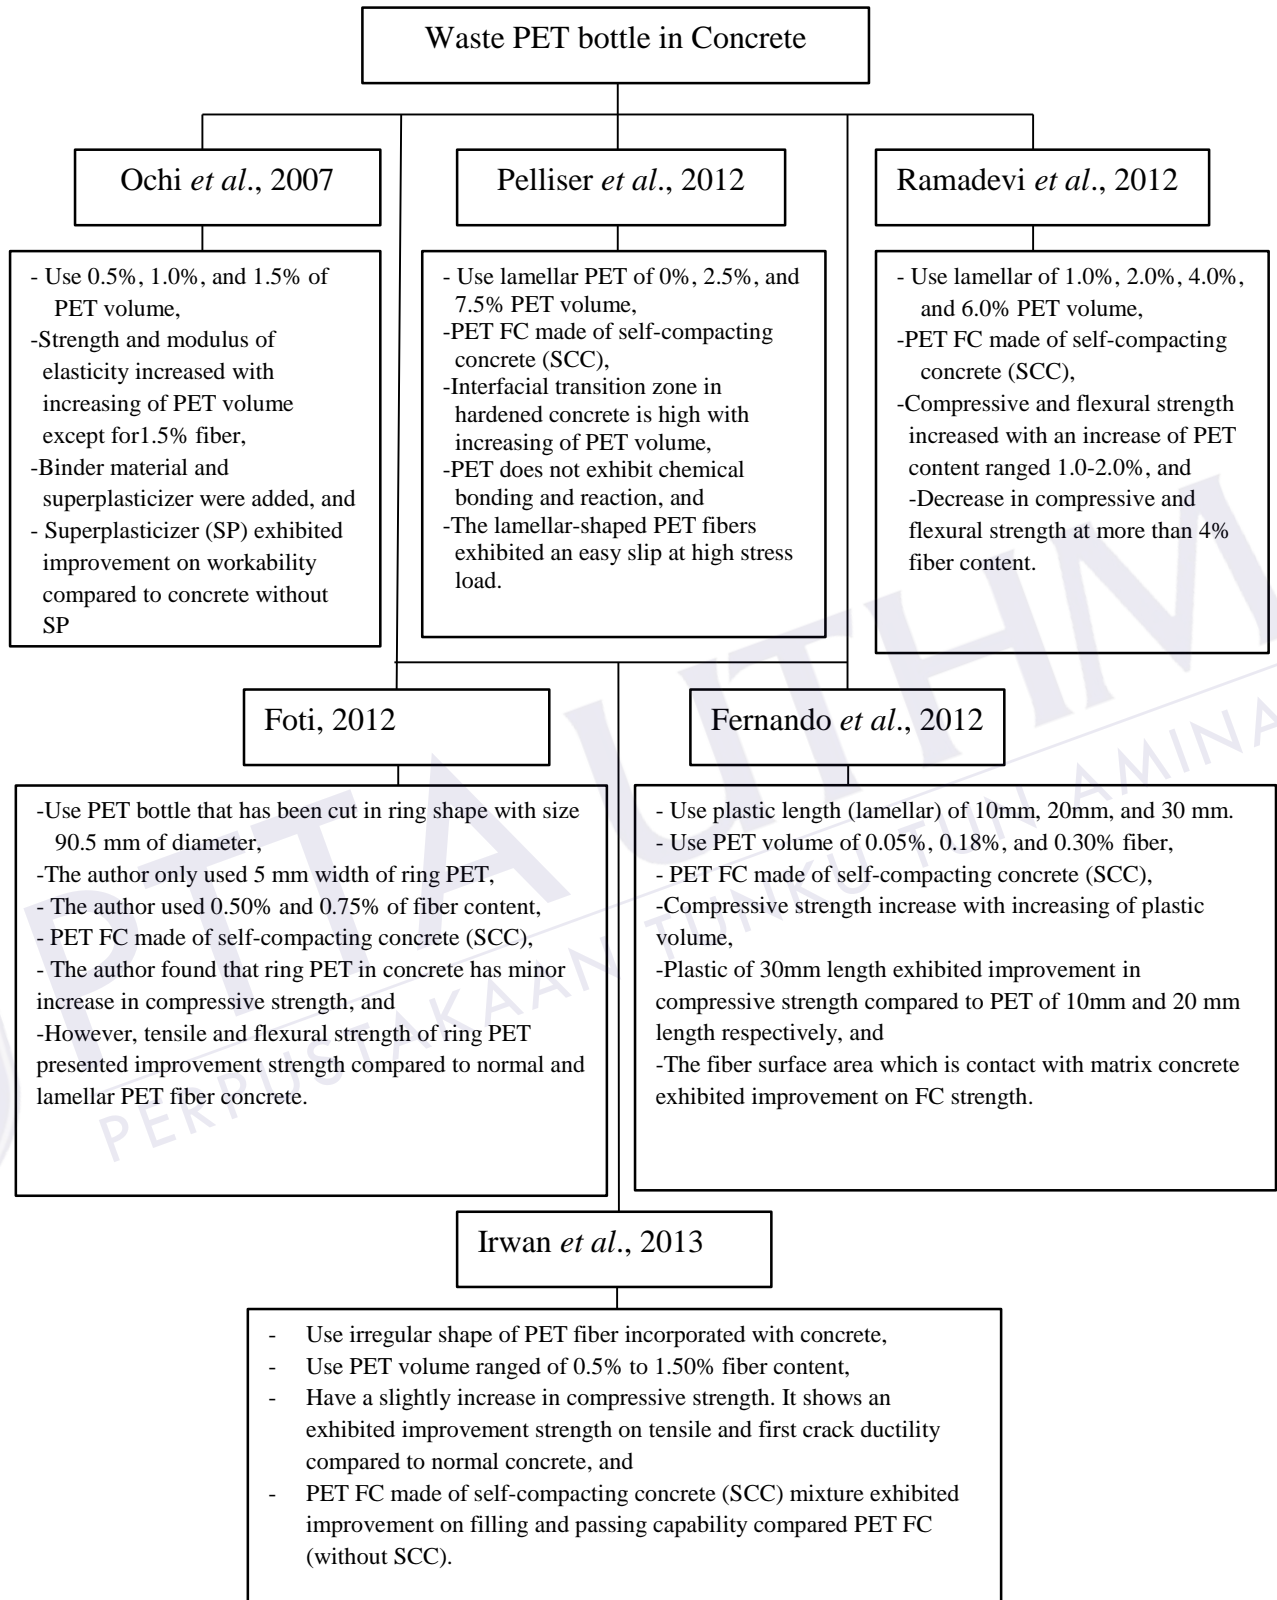 Waste PET bottle in Concrete
Ochi et al., 2007
- Use 0.5%, 1.0%, and 1.5% of
PET volume,
-Strength and modulus of
elasticity increased with
increasing of PET volume
except for1.5% fiber,
-Binder material and
superplasticizer were added, and
- Superplasticizer (SP) exhibited
improvement on workability
compared to concrete without
SP
Pelliser et al., 2012
- Use lamellar PET of 0%, 2.5%, and
7.5% PET volume,
-PET FC made of self-compacting
concrete (SCC),
-Interfacial transition zone in
hardened concrete is high with
increasing of PET volume,
-PET does not exhibit chemical
bonding and reaction, and
-The lamellar-shaped PET fibers
exhibited an easy slip at high stress
load.
Ramadevi et al., 2012
- Use lamellar of 1.0%, 2.0%, 4.0%,
and 6.0% PET volume,
-PET FC made of self-compacting
concrete (SCC),
-Compressive and flexural strength
increased with an increase of PET
content ranged 1.0-2.0%, and
-Decrease in compressive and
flexural strength at more than 4%
fiber content.
Foti, 2012
-Use PET bottle that has been cut in ring shape with size
90.5 mm of diameter,
-The author only used 5 mm width of ring PET,
- The author used 0.50% and 0.75% of fiber content,
- PET FC made of self-compacting concrete (SCC),
- The author found that ring PET in concrete has minor
increase in compressive strength, and
-However, tensile and flexural strength of ring PET
presented improvement strength compared to normal and
lamellar PET fiber concrete.
Fernando et al., 2012
- Use plastic length (lamellar) of 10mm, 20mm, and 30 mm.
- Use PET volume of 0.05%, 0.18%, and 0.30% fiber,
- PET FC made of self-compacting concrete (SCC),
-Compressive strength increase with increasing of plastic
volume,
-Plastic of 30mm length exhibited improvement in
compressive strength compared to PET of 10mm and 20 mm
length respectively, and
-The fiber surface area which is contact with matrix concrete
exhibited improvement on FC strength.
Irwan et al., 2013
- Use irregular shape of PET fiber incorporated with concrete,
- Use PET volume ranged of 0.5% to 1.50% fiber content,
- Have a slightly increase in compressive strength. It shows an
exhibited improvement strength on tensile and first crack ductility
compared to normal concrete, and
- PET FC made of self-compacting concrete (SCC) mixture exhibited
improvement on filling and passing capability compared PET FC
(without SCC).
PTTA UTHM
PERPUSTAKAAN TUNKU TUN AMINA